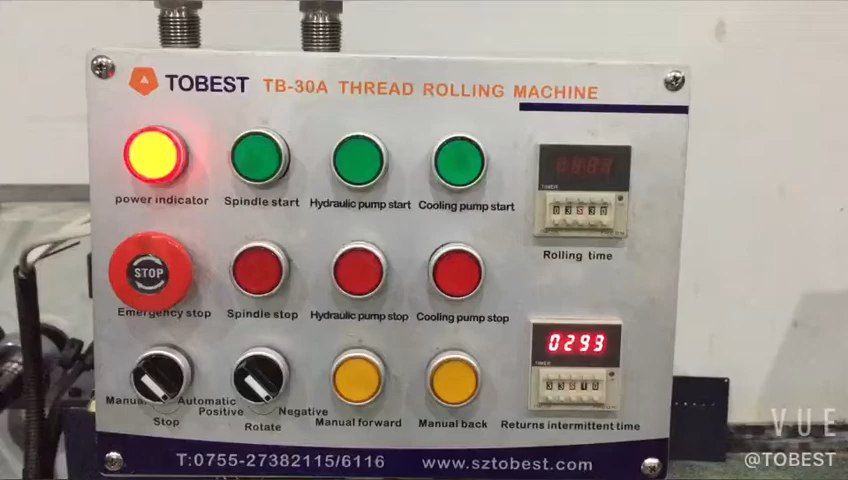 TOBEST TB-30A THREAD ROLLING MACHINE
power indicator
Spindle start
Hydraulic pump start
Cooling pump start
TIMER
Rolling time
STOP
Emergency stop
Spindle stop
Hydraulic pump stop
Cooling pump stop
0293
TIMER
Manual
Automatic
Stop
Positive
Negative
Rotate
Manual forward
Manual back
Returns intermittent time
T:0755-27382115/6116 www.sztobest.com
VUE
@TOBEST